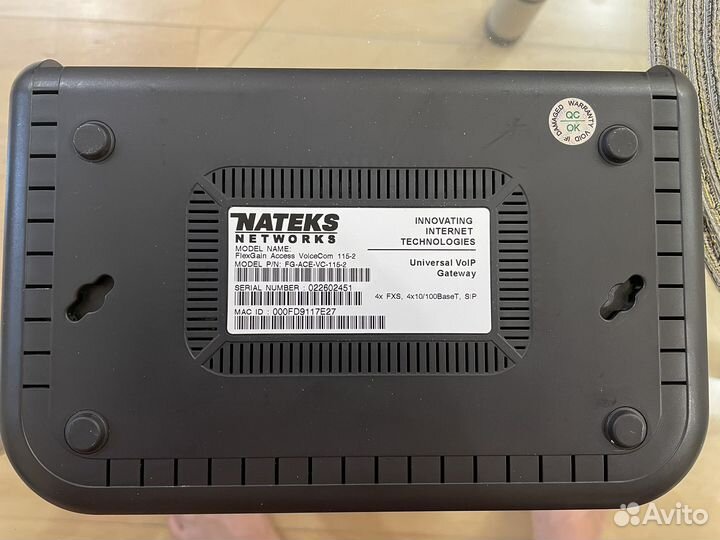 DAMAGED WARRANTY VOID IF
QC
OK
NATEKS
NETWORKS
MODEL NAME:
FlexGain Access VoiceCom 115-2
MODEL P/N: FG-ACE-VC-115-2
SERIAL NUMBER : 022602451
MAC ID : 000FD9117E27
INNOVATING
INTERNET
TECHNOLOGIES
Universal VoIP
Gateway
4x FXS, 4x10/100BaseT, SIP
Avito